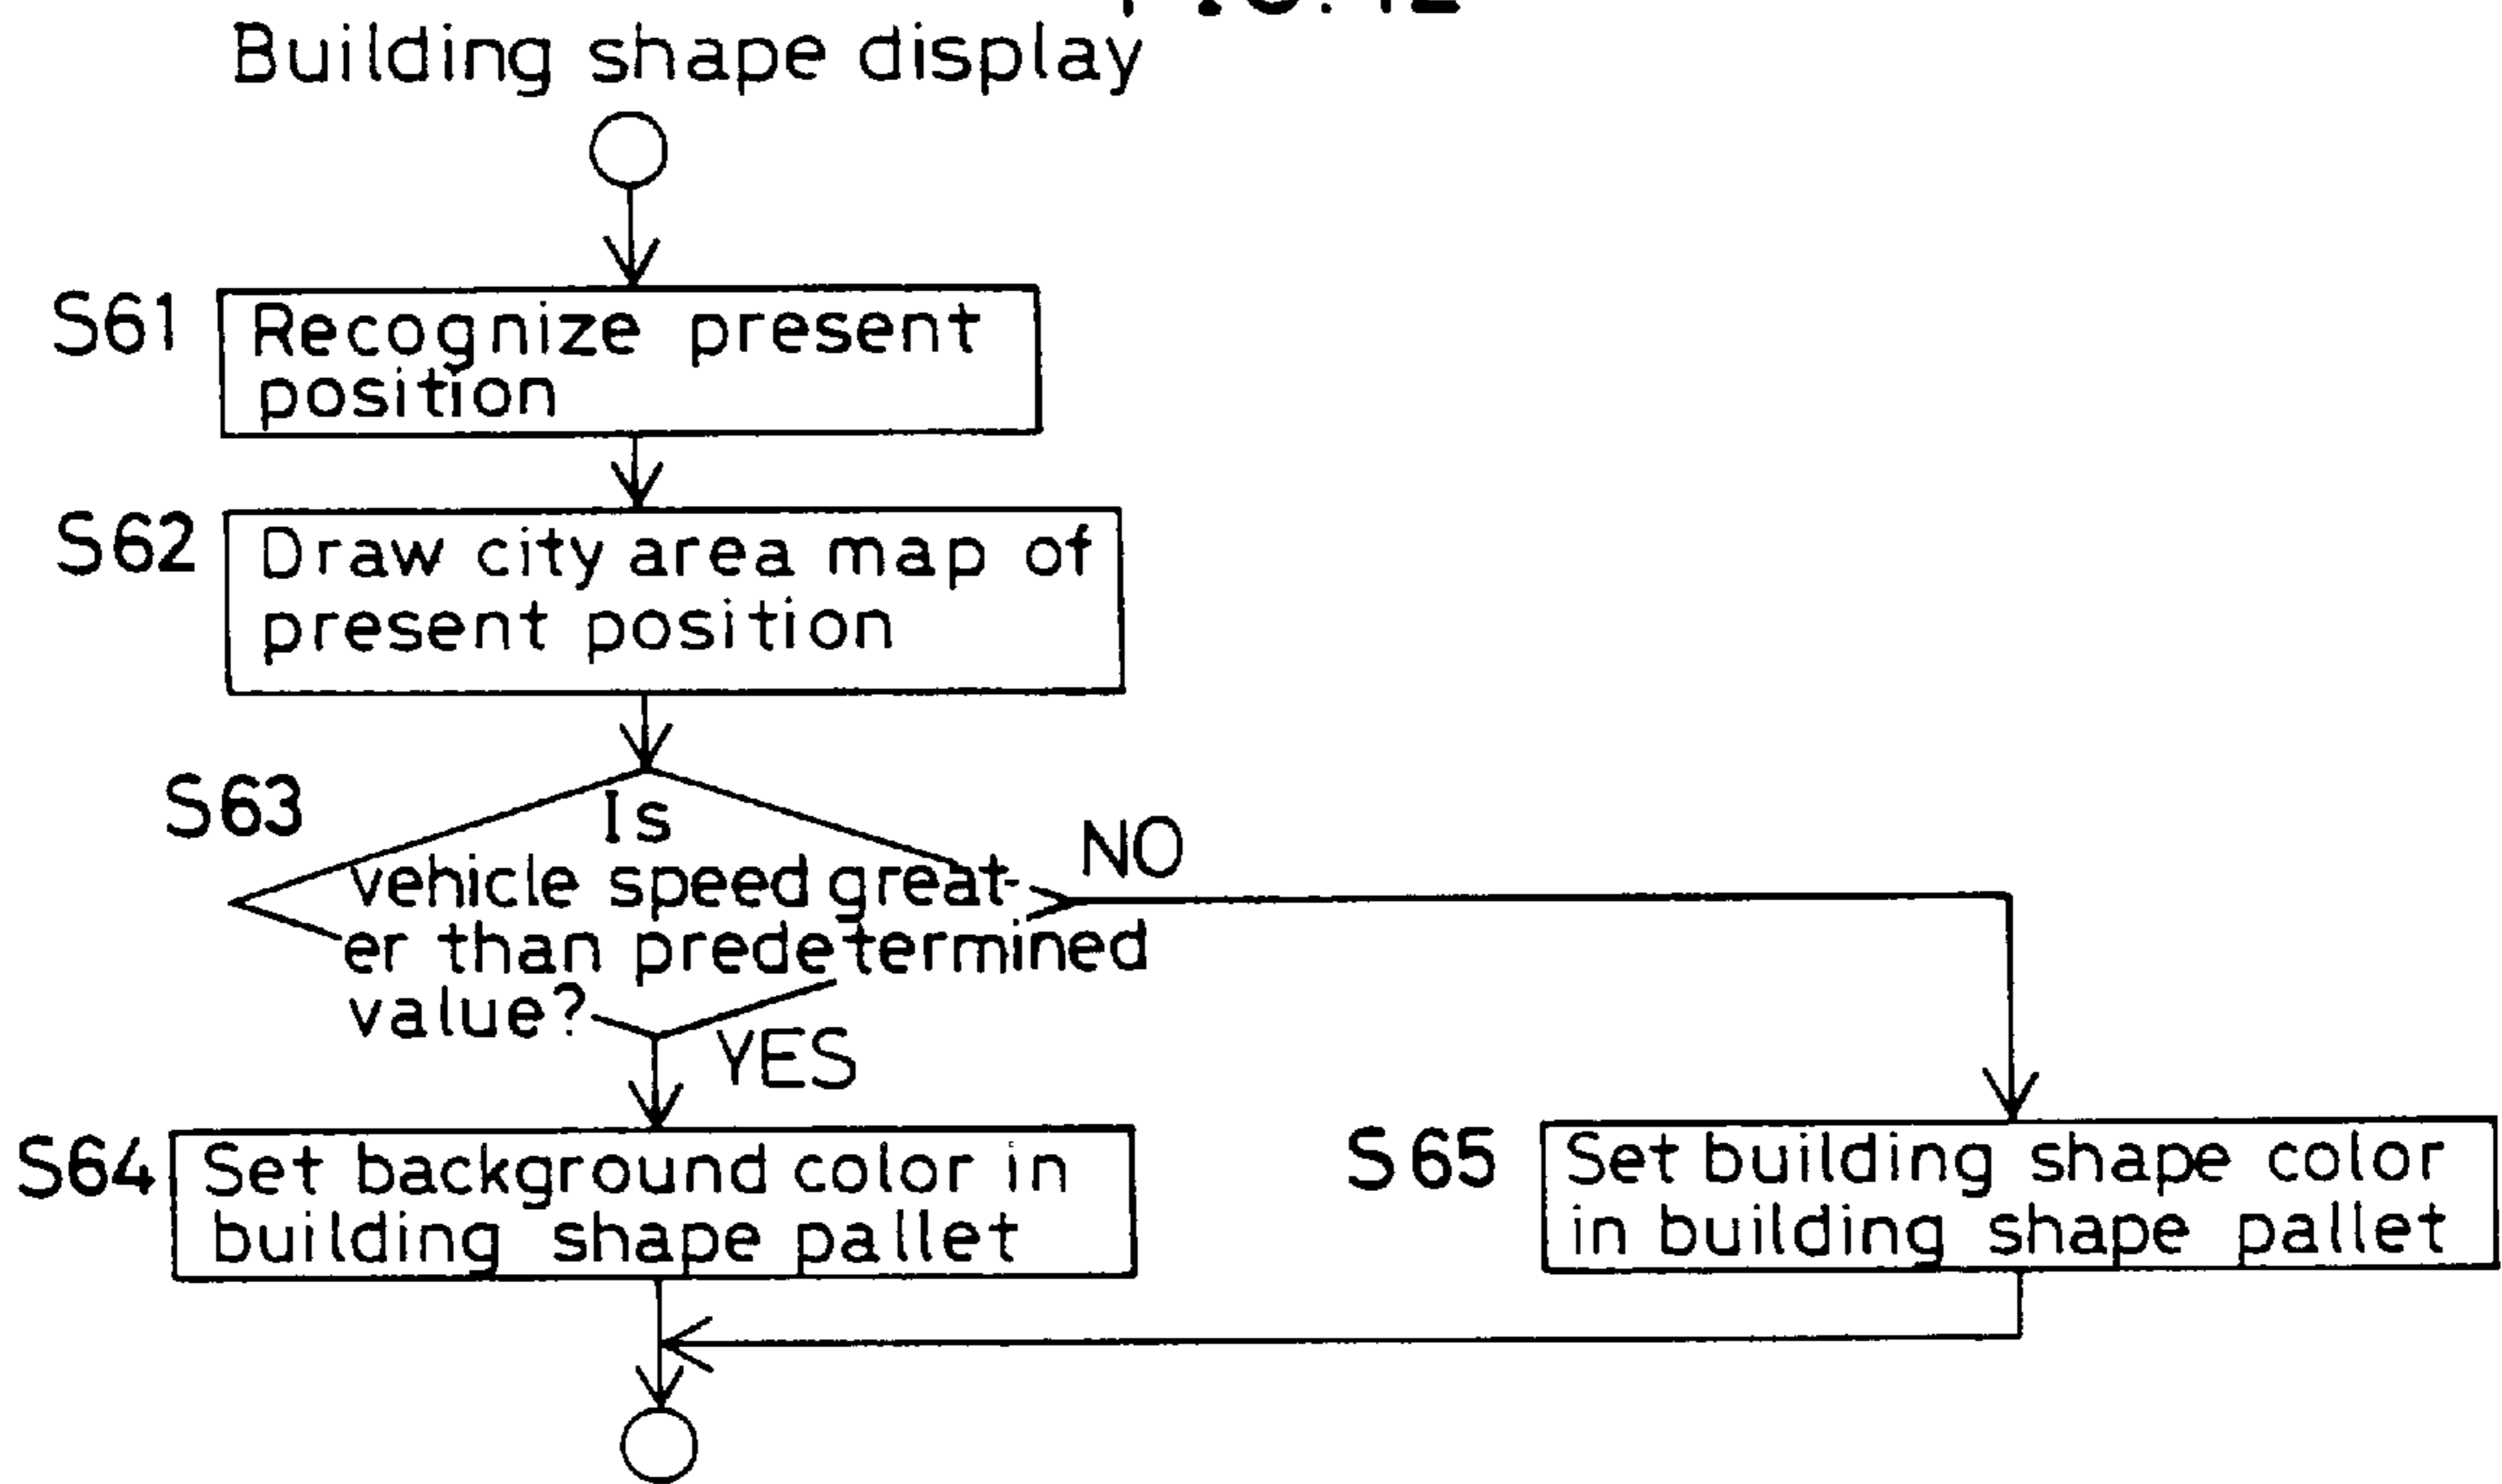 Building shape display
S61
Recognize present
position
S62
Draw city area map of
present position
S63
Is
vehicle speed great-
er than predetermined
value?
NO
YES
S64
Set background color in
building shape pallet
S65
Set building shape color
in building shape pallet